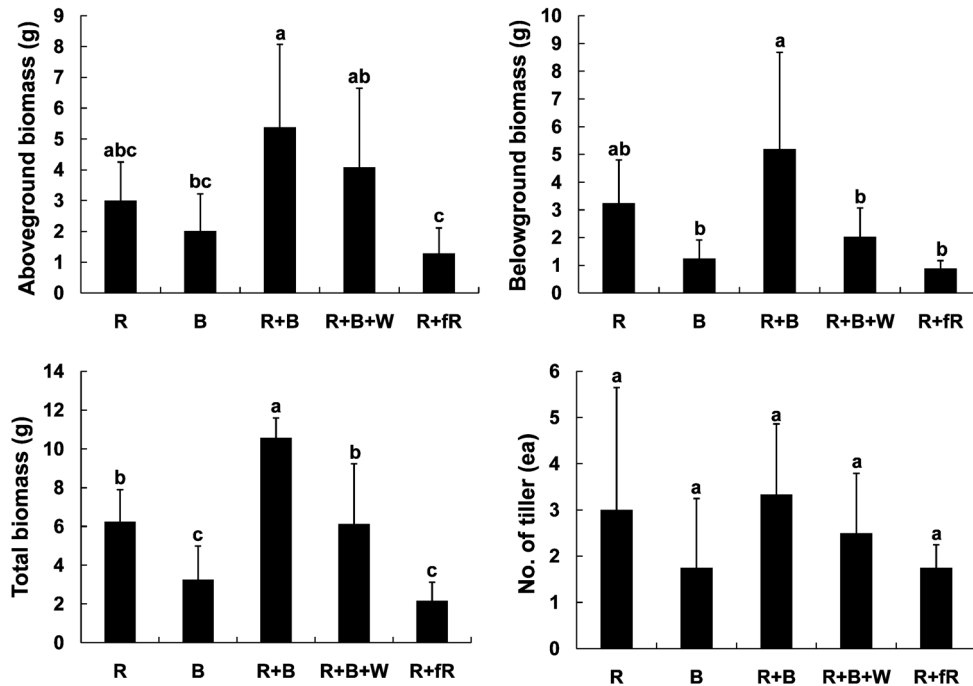 Aboveground biomass (g)
9
8
7
6
5
4
3
2
1
0
abc
bc
a
ab
c
R B R+B R+B+W R+fR
Belowground biomass (g)
10
9
8
7
6
5
4
3
2
1
0
ab
b
a
b
b
R B R+B R+B+W R+fR
Total biomass (g)
14
12
10
8
6
4
2
0
b
c
a
b
c
R B R+B R+B+W R+fR
No. of tiller (ea)
6
5
4
3
2
1
0
a
a
a
a
a
R B R+B R+B+W R+fR